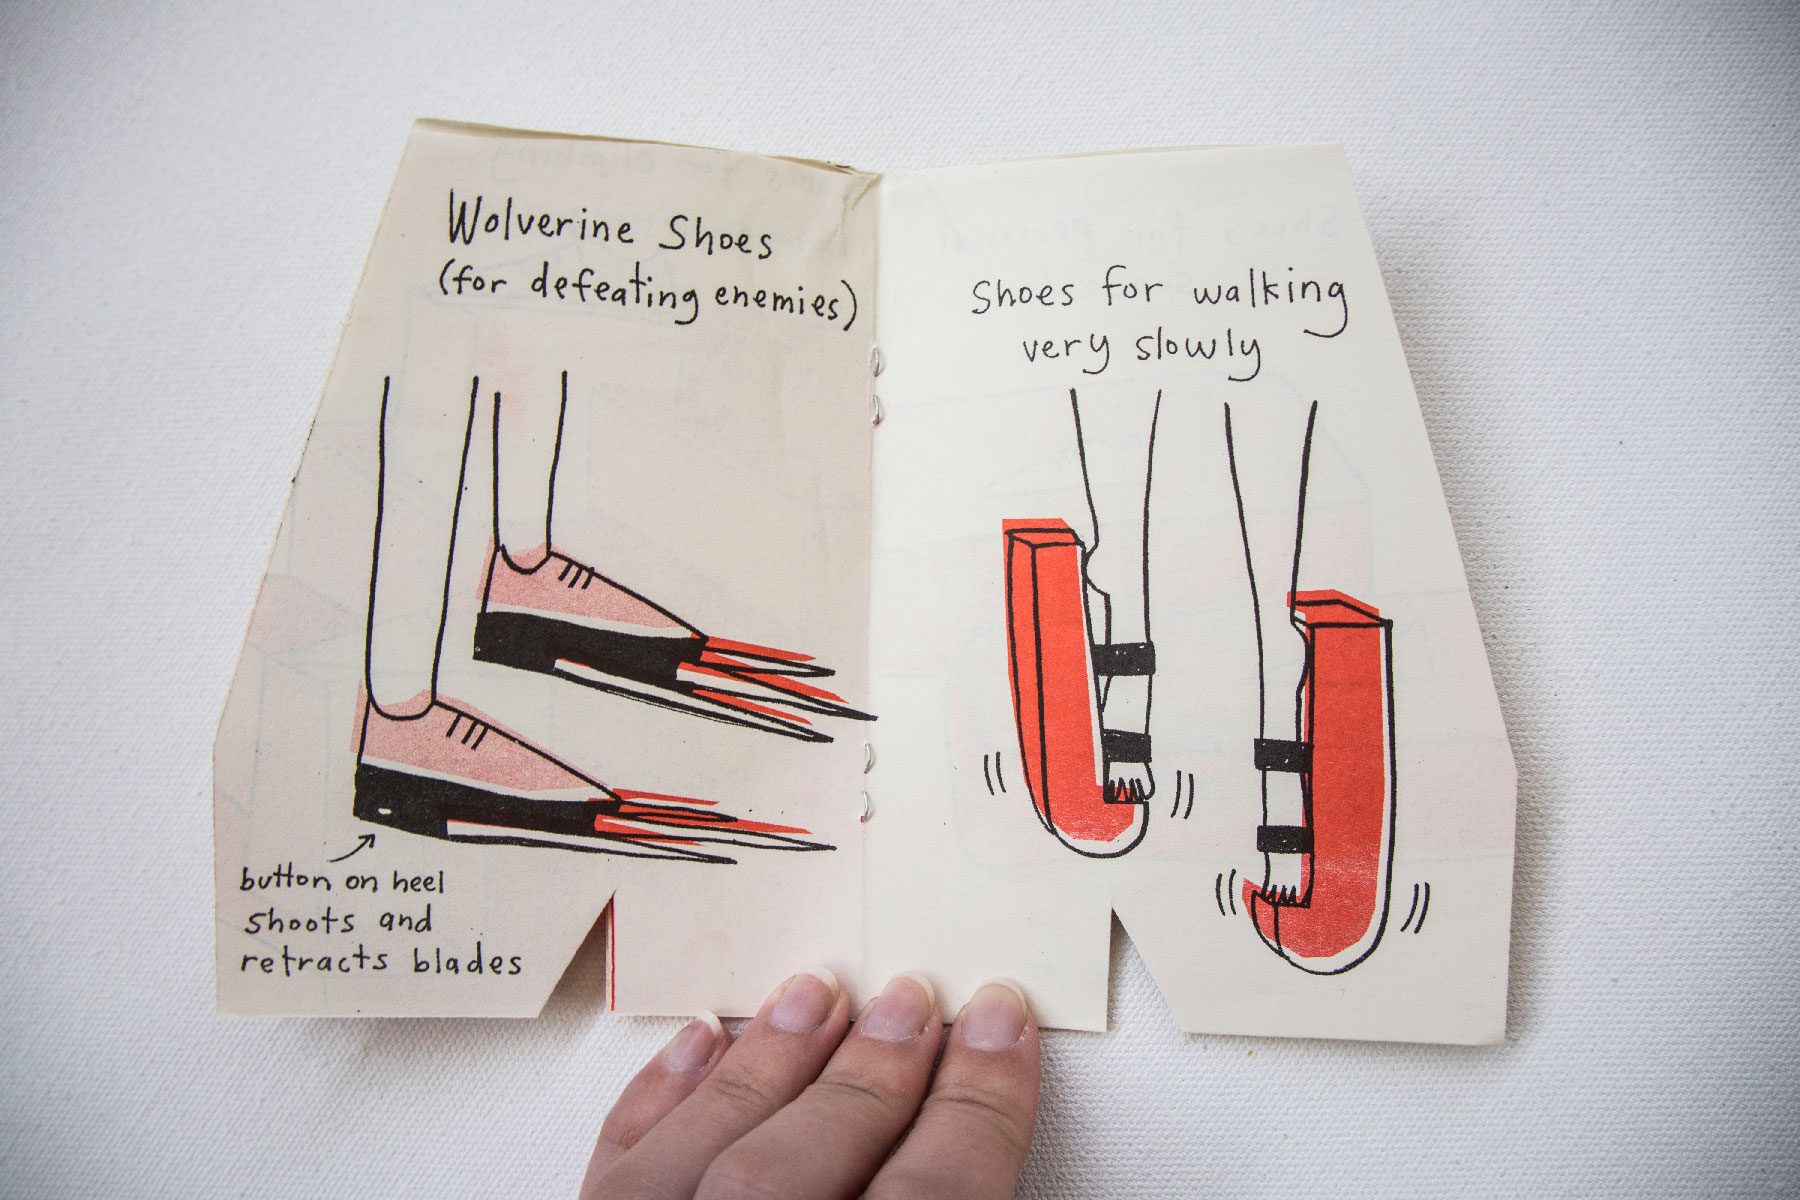 Wolverine Shoes
(for defeating enemies)
button on heel
shoots and
retracts blades
Shoes for walking
very slowly